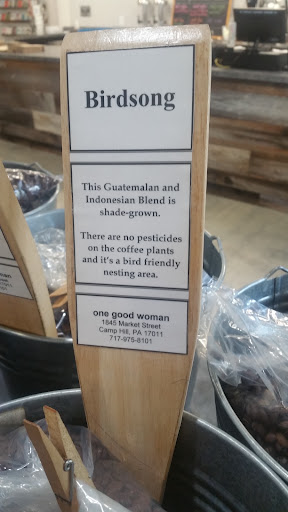 Birdsong
This Guatemalan and
Indonesian Blend is
shade-grown.
There are no pesticides
on the coffee plants
and it's a bird friendly
nesting area.
one good woman
1845 Market Street
Camp Hill, PA 17011
717-975-8101